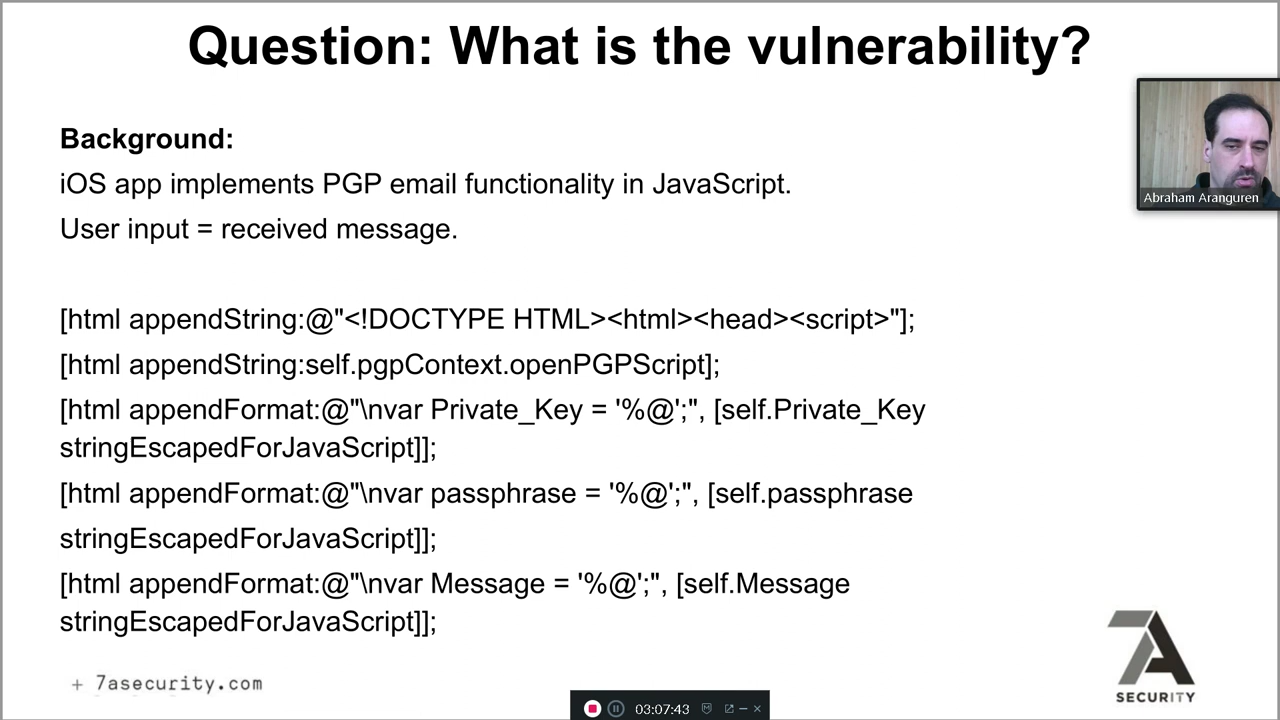 Question: What is the vulnerability?
Background:
iOS app implements PGP email functionality in JavaScript.
User input = received message.
[html appendString:@"<!DOCTYPE HTML><html><head><script>"];
[html appendString:self.pgpContext.openPGPScript];
[html appendFormat:@"\nvar Private_Key = '%@';", [self.Private_Key
stringEscapedForJavaScript]];
[html appendFormat:@"\nvar passphrase = '%@';", [self.passphrase
stringEscapedForJavaScript]];
[html appendFormat:@"\nvar Message = '%@';", [self.Message
stringEscapedForJavaScript]];
Abraham Aranguren
+ 7asecurity.com
7A
SECURITY
03:07:43